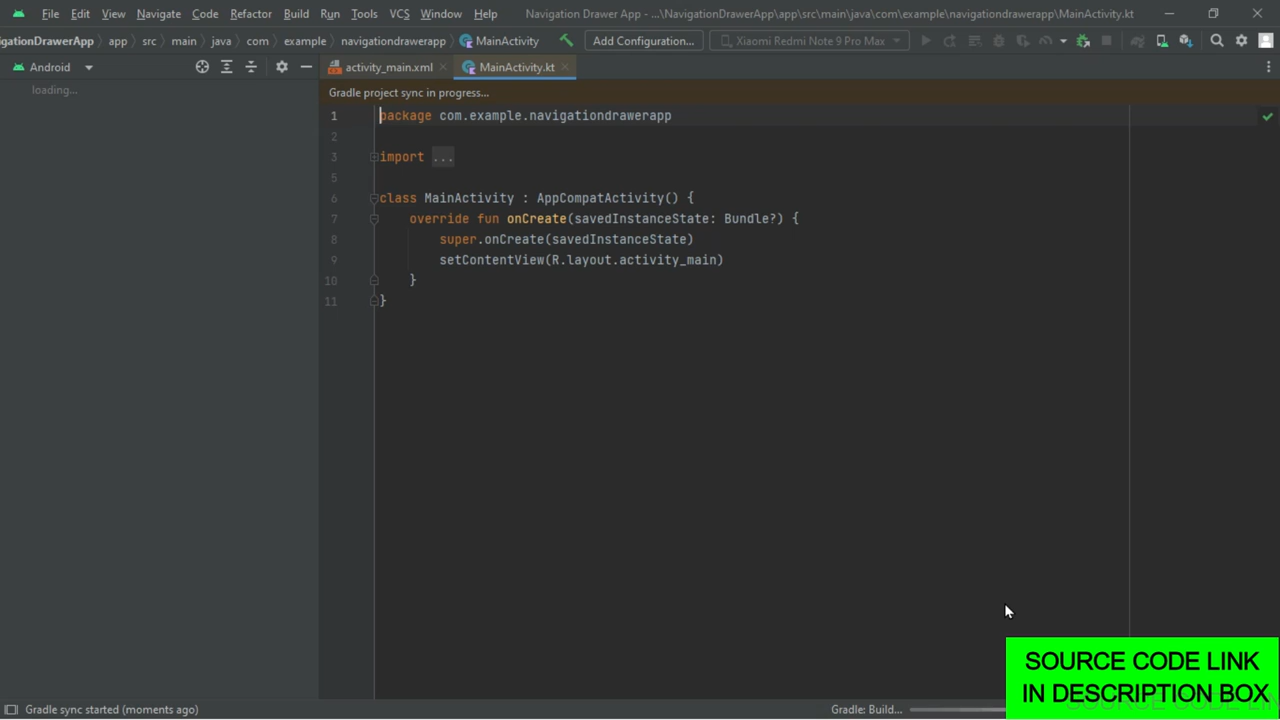 File Edit View Navigate Code Refactor Build Run Tools VCS Window Help Navigation Drawer App - ...\NavigationDrawerApp\app\src\main\java\com\example\navigationdrawerapp\MainActivity.kt
gationDrawerApp app src main java com example navigationdrawerapp MainActivity Add Configuration... Xiaomi Redmi Note 9 Pro Max
Android activity_main.xml MainActivity.kt
loading... Gradle project sync in progress...
1 package com.example.navigationdrawerapp
2
3 import ...
5
6 class MainActivity : AppCompatActivity() {
7 override fun onCreate(savedInstanceState: Bundle?) {
8 super.onCreate(savedInstanceState)
9 setContentView(R.layout.activity_main)
10 }
11 }
SOURCE CODE LINK
IN DESCRIPTION BOX
Gradle sync started (moments ago) Gradle: Build...